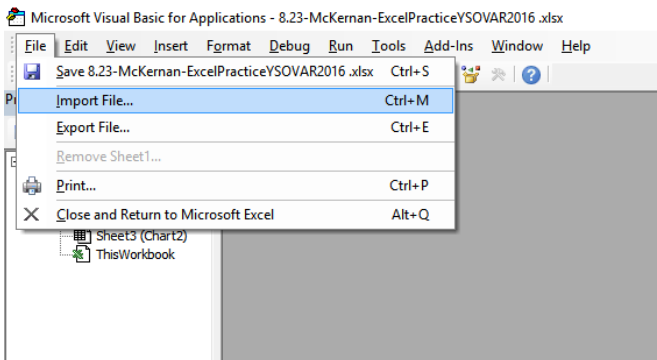 Microsoft Visual Basic for Applications - 8.23-McKernan-ExcelPracticeYSOVAR2016 .xlsx
File Edit View Insert Format Debug Run Tools Add-Ins Window Help
Save 8.23-McKernan-ExcelPracticeYSOVAR2016 .xlsx Ctrl+S
Import File... Ctrl+M
Export File... Ctrl+E
Remove Sheet1...
Print... Ctrl+P
Close and Return to Microsoft Excel Alt+Q
Sheet3 (Chart2)
ThisWorkbook